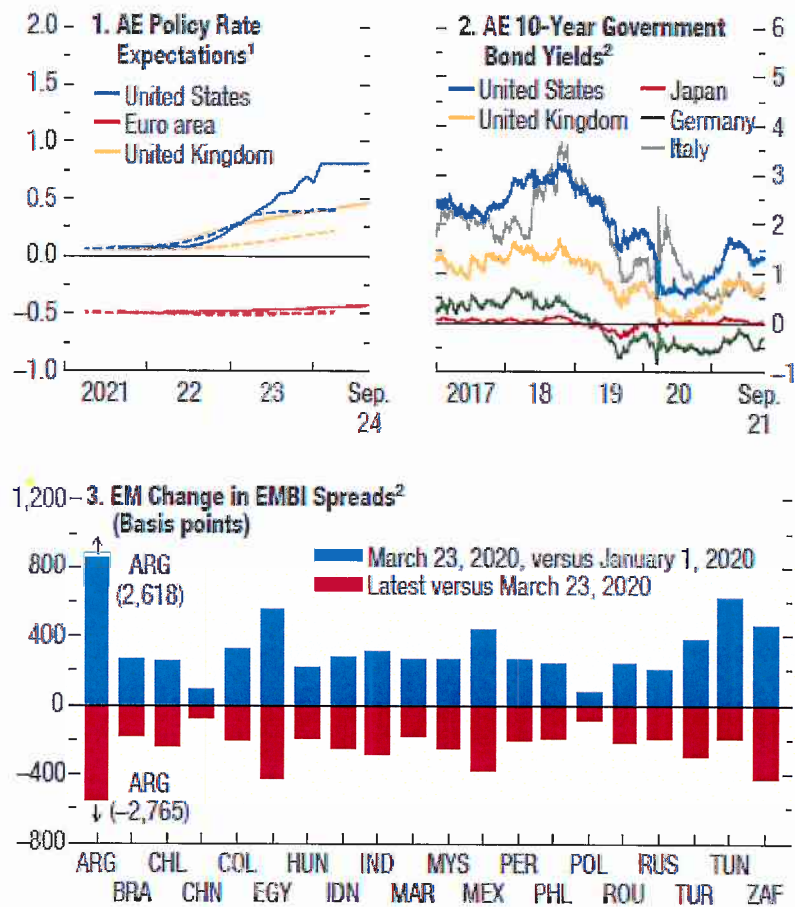 1. AE Policy Rate
Expectations¹
United States
Euro area
United Kingdom
2.0
1.5
1.0
0.5
0.0
−0.5
−1.0
2021 22 23 Sep.
24
2. AE 10-Year Government
Bond Yields²
United States Japan
United Kingdom Germany
Italy
6
5
4
3
2
1
0
−1
2017 18 19 20 Sep.
21
3. EM Change in EMBI Spreads²
(Basis points)
March 23, 2020, versus January 1, 2020
Latest versus March 23, 2020
1,200
800
400
0
−400
−800
ARG
(2,618)
ARG
(−2,765)
ARG CHL COL HUN IND MYS PER POL RUS TUN
BRA CHN EGY IDN MAR MEX PHL ROU TUR ZAF